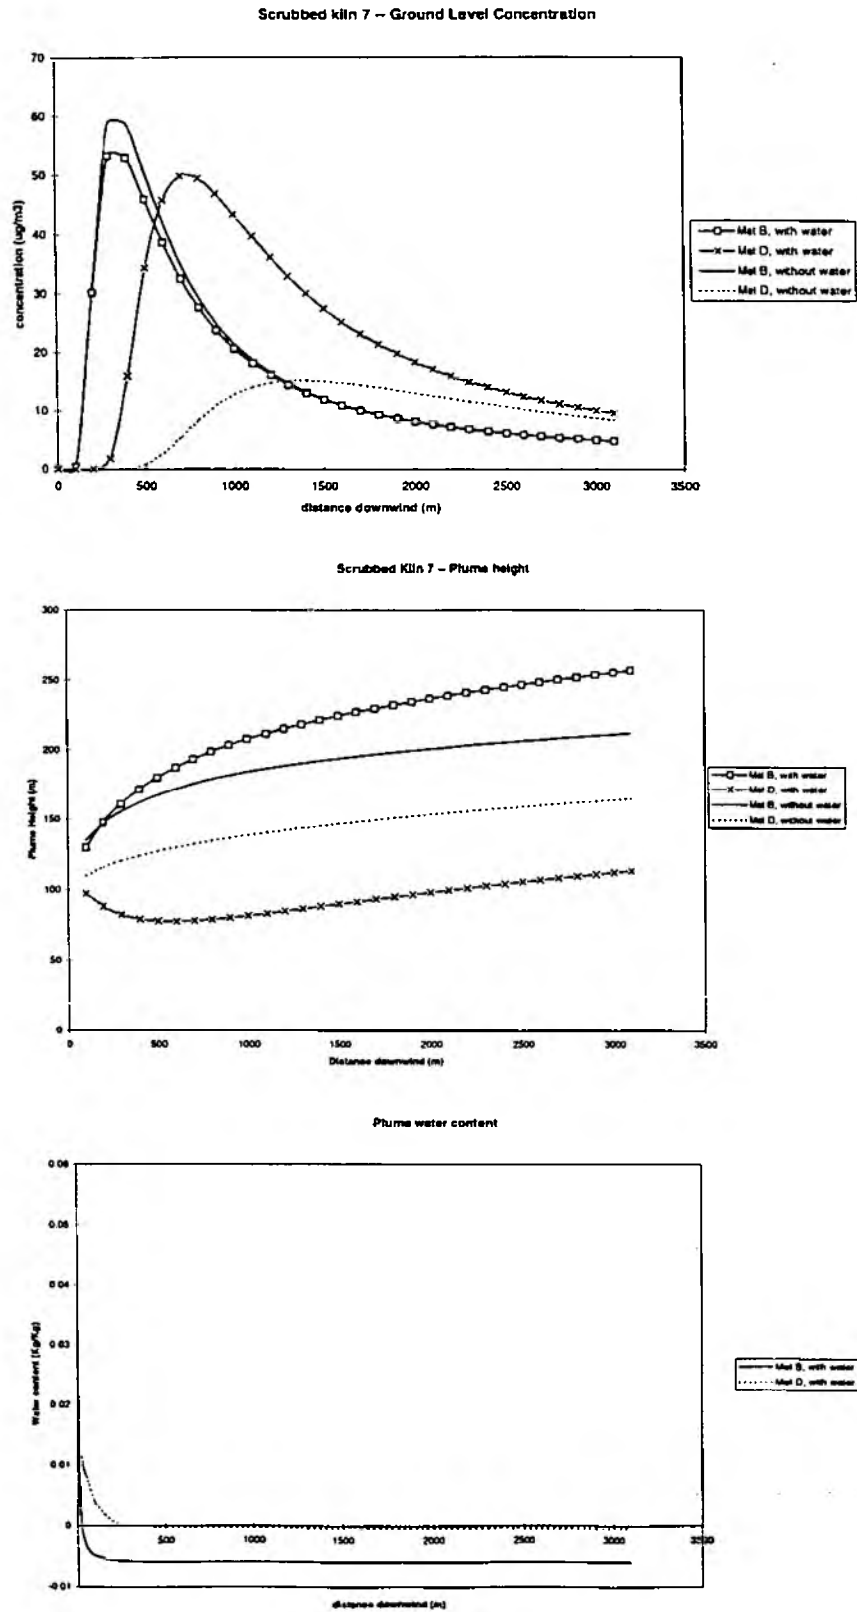 Scrubbed kiln 7 – Ground Level Concentration
70
60
50
40
30
20
10
0
concentration (ug/m3)
0 500 1000 1500 2000 2500 3000 3500
distance downwind (m)
Met B, with water
Met D, with water
Met B, without water
Met D, without water
Scrubbed Kiln 7 – Plume height
300
250
200
150
100
50
0
Plume Height (m)
0 500 1000 1500 2000 2500 3000 3500
Distance downwind (m)
Met B, with water
Met D, with water
Met B, without water
Met D, without water
Plume water content
0.06
0.05
0.04
0.03
0.02
0.01
0
-0.01
Water content (Kg/Kg)
500 1000 1500 2000 2500 3000 3500
distance downwind (m)
Met B, with water
Met D, with water